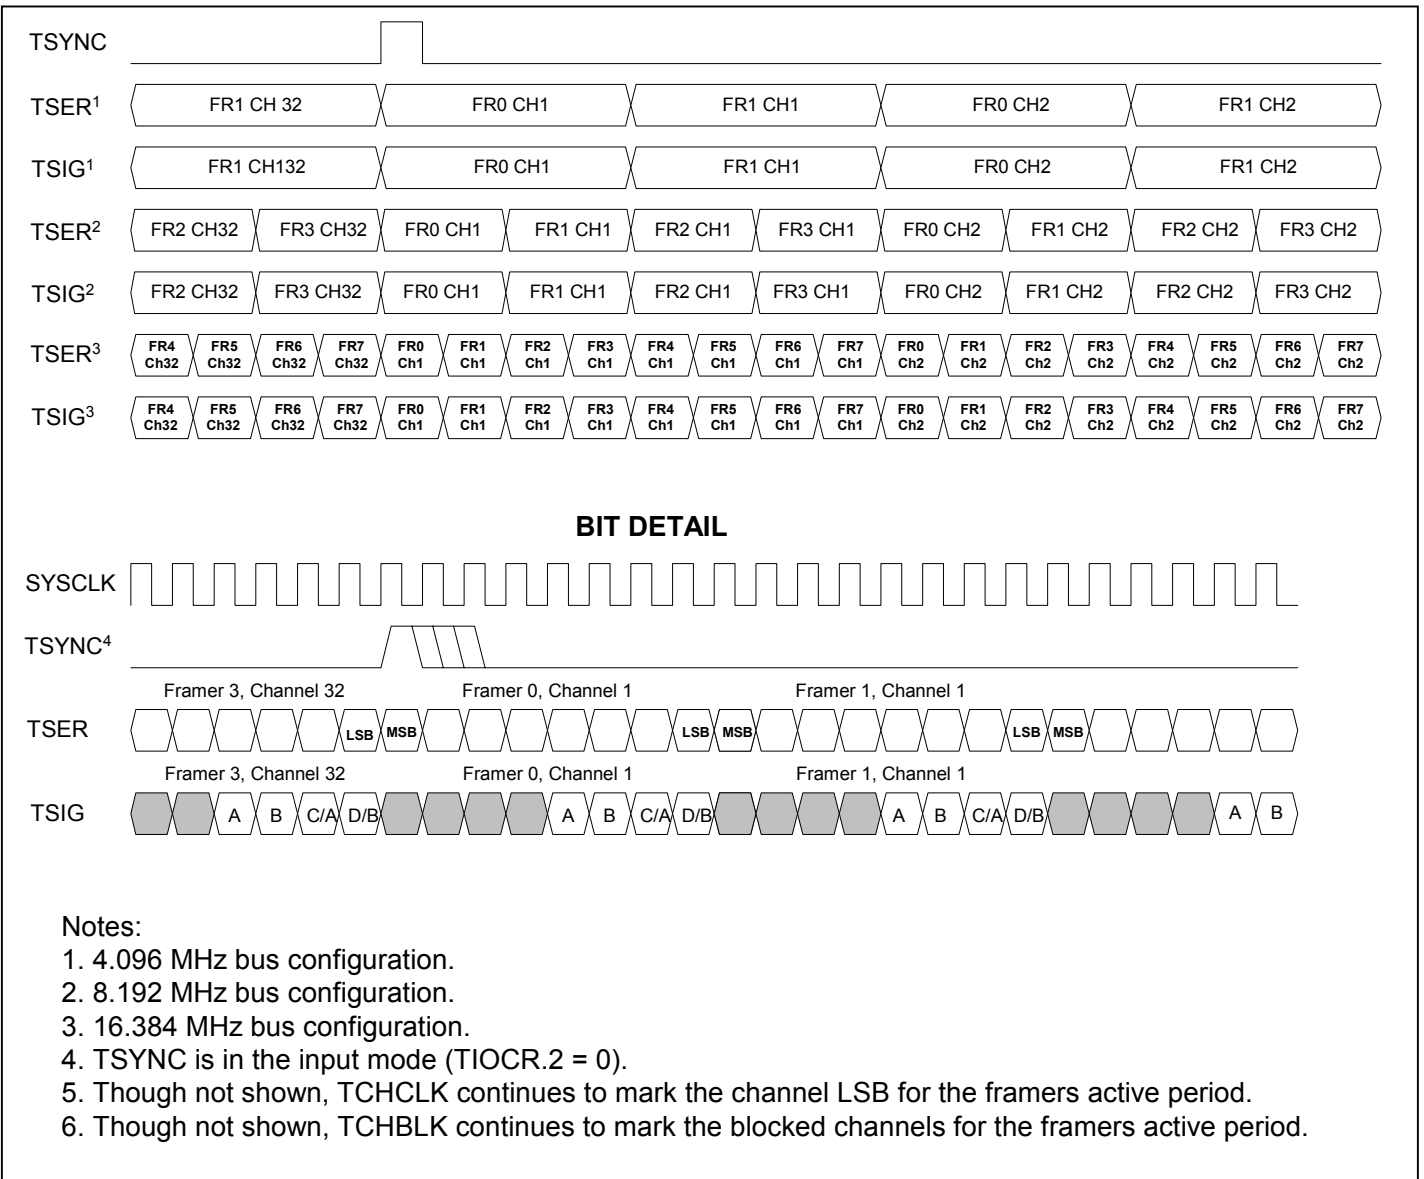 TSYNC
TSER1 FR1 CH 32 FR0 CH1 FR1 CH1 FR0 CH2 FR1 CH2
TSIG1 FR1 CH132 FR0 CH1 FR1 CH1 FR0 CH2 FR1 CH2
TSER2 FR2 CH32 FR3 CH32 FR0 CH1 FR1 CH1 FR2 CH1 FR3 CH1 FR0 CH2 FR1 CH2 FR2 CH2 FR3 CH2
TSIG2 FR2 CH32 FR3 CH32 FR0 CH1 FR1 CH1 FR2 CH1 FR3 CH1 FR0 CH2 FR1 CH2 FR2 CH2 FR3 CH2
TSER3 FR4 Ch32 FR5 Ch32 FR6 Ch32 FR7 Ch32 FR0 Ch1 FR1 Ch1 FR2 Ch1 FR3 Ch1 FR4 Ch1 FR5 Ch1 FR6 Ch1 FR7 Ch1 FR0 Ch2 FR1 Ch2 FR2 Ch2 FR3 Ch2 FR4 Ch2 FR5 Ch2 FR6 Ch2 FR7 Ch2
TSIG3 FR4 Ch32 FR5 Ch32 FR6 Ch32 FR7 Ch32 FR0 Ch1 FR1 Ch1 FR2 Ch1 FR3 Ch1 FR4 Ch1 FR5 Ch1 FR6 Ch1 FR7 Ch1 FR0 Ch2 FR1 Ch2 FR2 Ch2 FR3 Ch2 FR4 Ch2 FR5 Ch2 FR6 Ch2 FR7 Ch2
BIT DETAIL
SYSCLK
TSYNC4
Framer 3, Channel 32 Framer 0, Channel 1 Framer 1, Channel 1
TSER LSB MSB LSB MSB LSB MSB
Framer 3, Channel 32 Framer 0, Channel 1 Framer 1, Channel 1
TSIG A B C/A D/B A B C/A D/B A B C/A D/B A B
Notes:
1. 4.096 MHz bus configuration.
2. 8.192 MHz bus configuration.
3. 16.384 MHz bus configuration.
4. TSYNC is in the input mode (TIOCR.2 = 0).
5. Though not shown, TCHCLK continues to mark the channel LSB for the framers active period.
6. Though not shown, TCHBLK continues to mark the blocked channels for the framers active period.